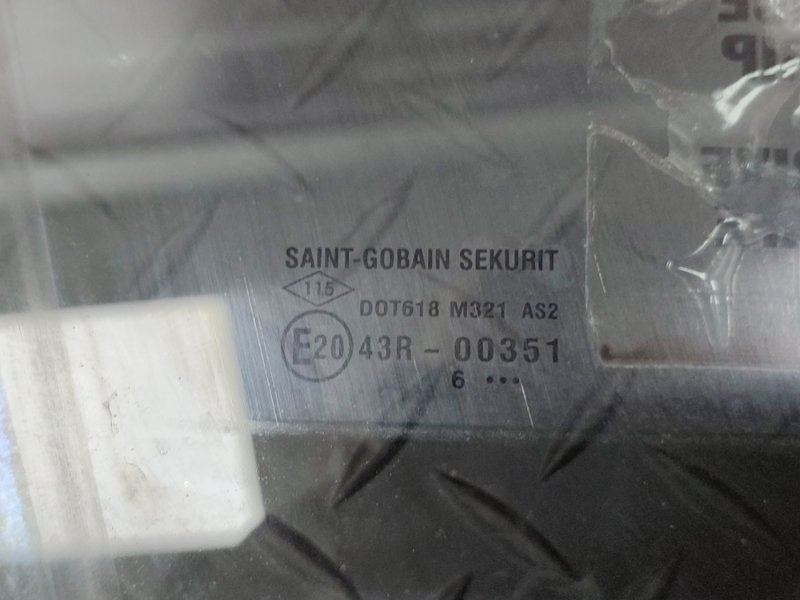 SAINT-GOBAIN SEKURIT
115
DOT618 M321 AS2
E20 43R - 00351
6 •••